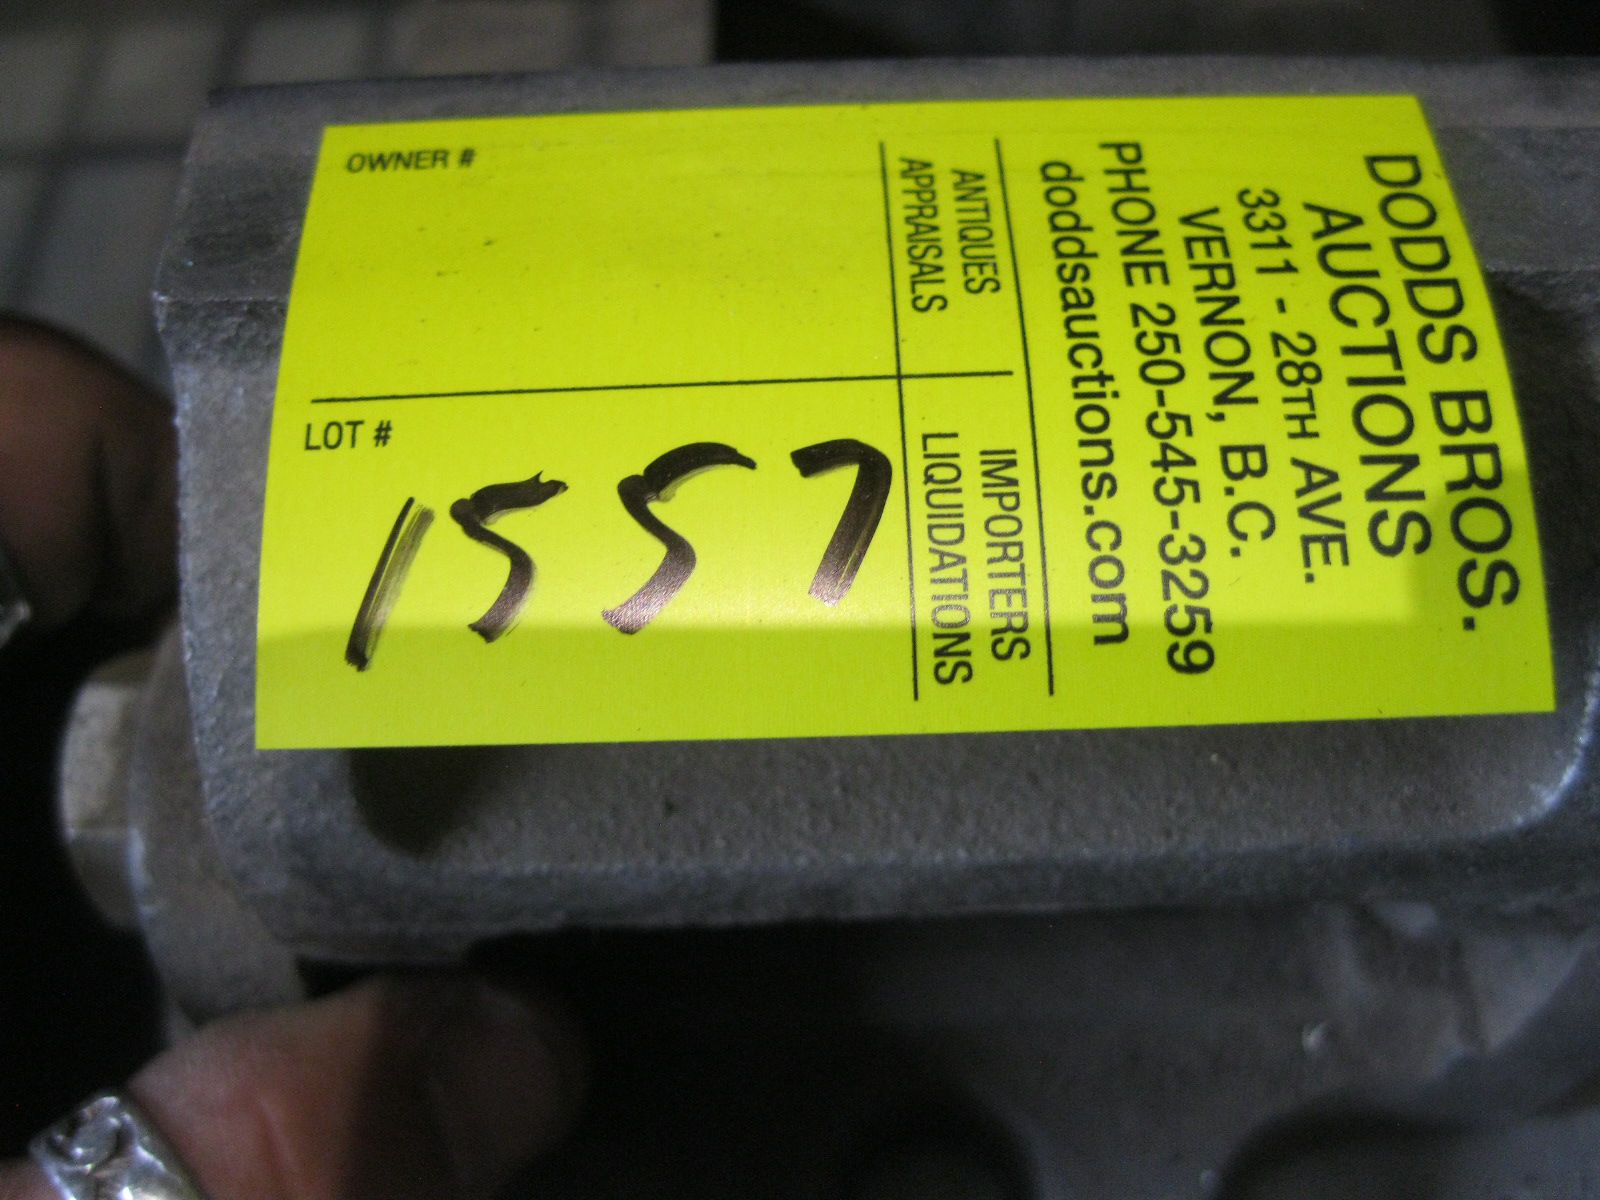 DODDS BROS.
AUCTIONS
3311 - 28TH AVE.
VERNON, B.C.
PHONE 250-545-3259
doddsauctions.com
ANTIQUES
APPRAISALS
IMPORTERS
LIQUIDATIONS
OWNER #
LOT #
1557